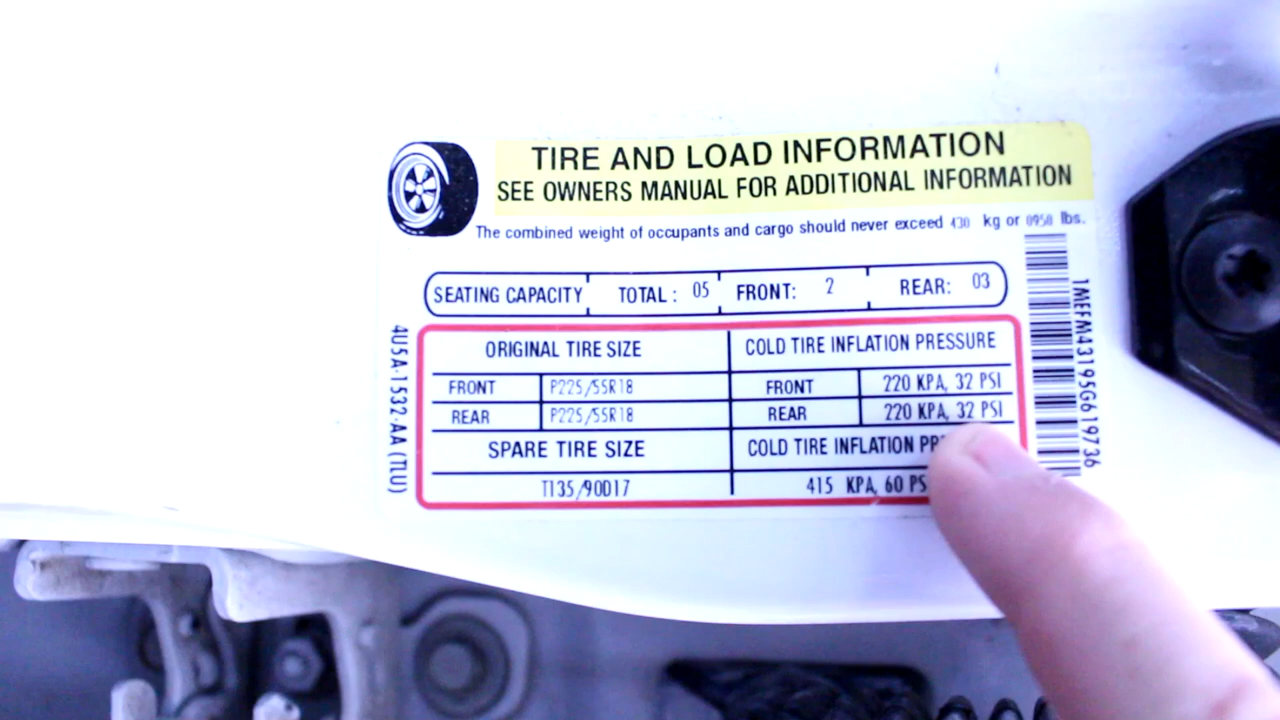 TIRE AND LOAD INFORMATION
SEE OWNERS MANUAL FOR ADDITIONAL INFORMATION
The combined weight of occupants and cargo should never exceed 430 kg or 0950 lbs.
SEATING CAPACITY TOTAL : 05 FRONT: 2 REAR: 03
ORIGINAL TIRE SIZE COLD TIRE INFLATION PRESSURE
FRONT P225/55R18 FRONT 220 KPA, 32 PSI
REAR P225/55R18 REAR 220 KPA, 32 PSI
SPARE TIRE SIZE COLD TIRE INFLATION
T135/90D17 415 KPA, 60
4U5A-1532-AA (TLU)
1MEFM43195G619736